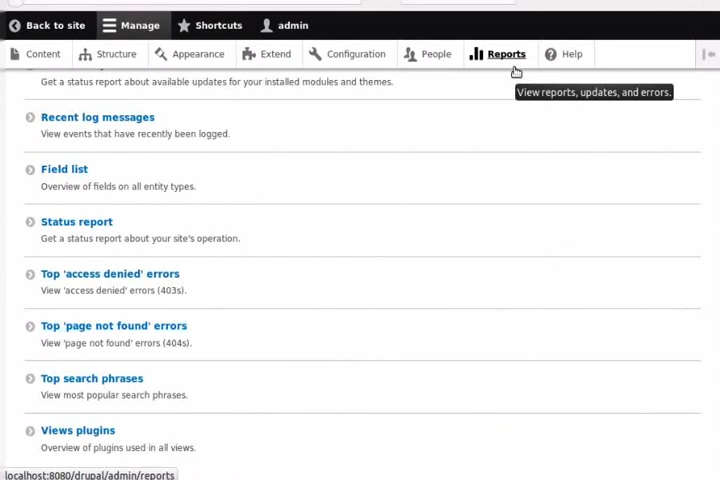 Back to site Manage Shortcuts admin
Content Structure Appearance Extend Configuration People Reports Help
Get a status report about available updates for your installed modules and themes.
View reports, updates, and errors.
Recent log messages
View events that have recently been logged.
Field list
Overview of fields on all entity types.
Status report
Get a status report about your site's operation.
Top 'access denied' errors
View 'access denied' errors (403s).
Top 'page not found' errors
View 'page not found' errors (404s).
Top search phrases
View most popular search phrases.
Views plugins
Overview of plugins used in all views.
localhost:8080/drupal/admin/reports